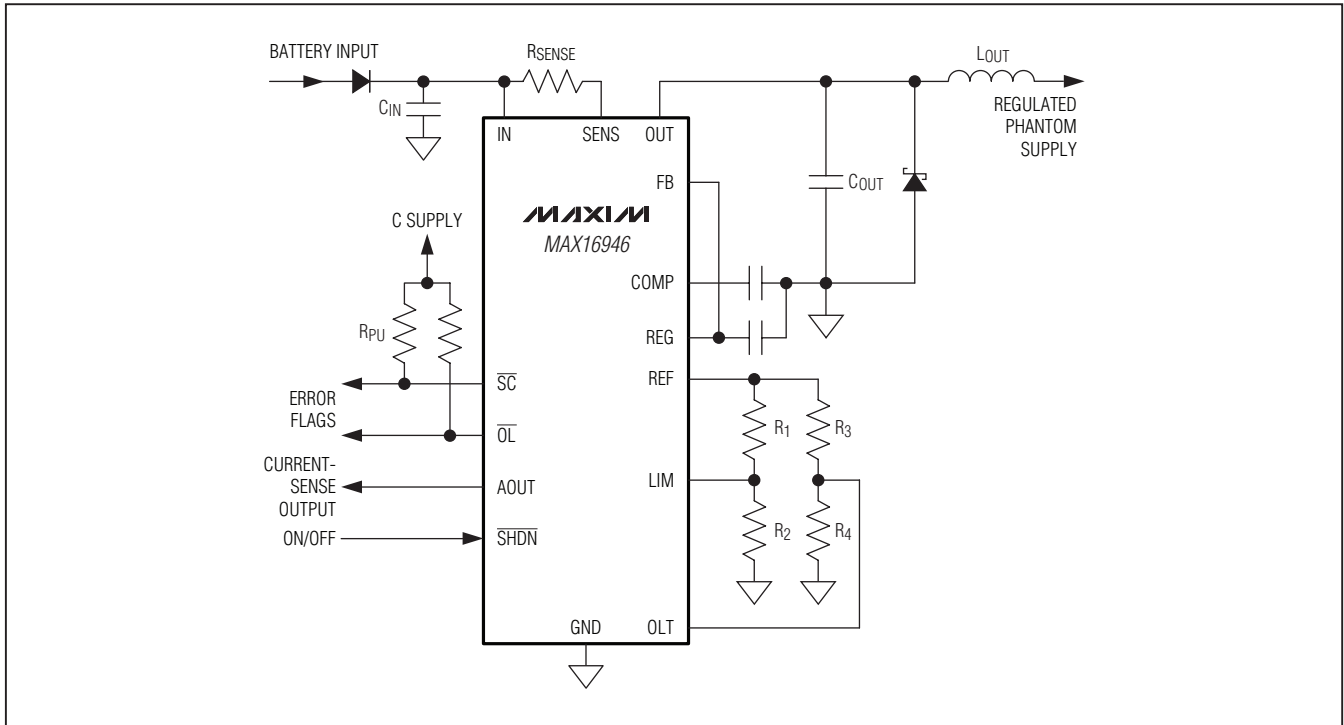 BATTERY INPUT
RSENSE
LOUT
CIN
REGULATED
PHANTOM
SUPPLY
IN
SENS
OUT
FB
COUT
C SUPPLY
MAXIM
MAX16946
COMP
RPU
REG
SC
REF
ERROR
FLAGS
R1
R3
OL
CURRENT-
SENSE
OUTPUT
AOUT
LIM
ON/OFF
SHDN
R2
R4
GND
OLT